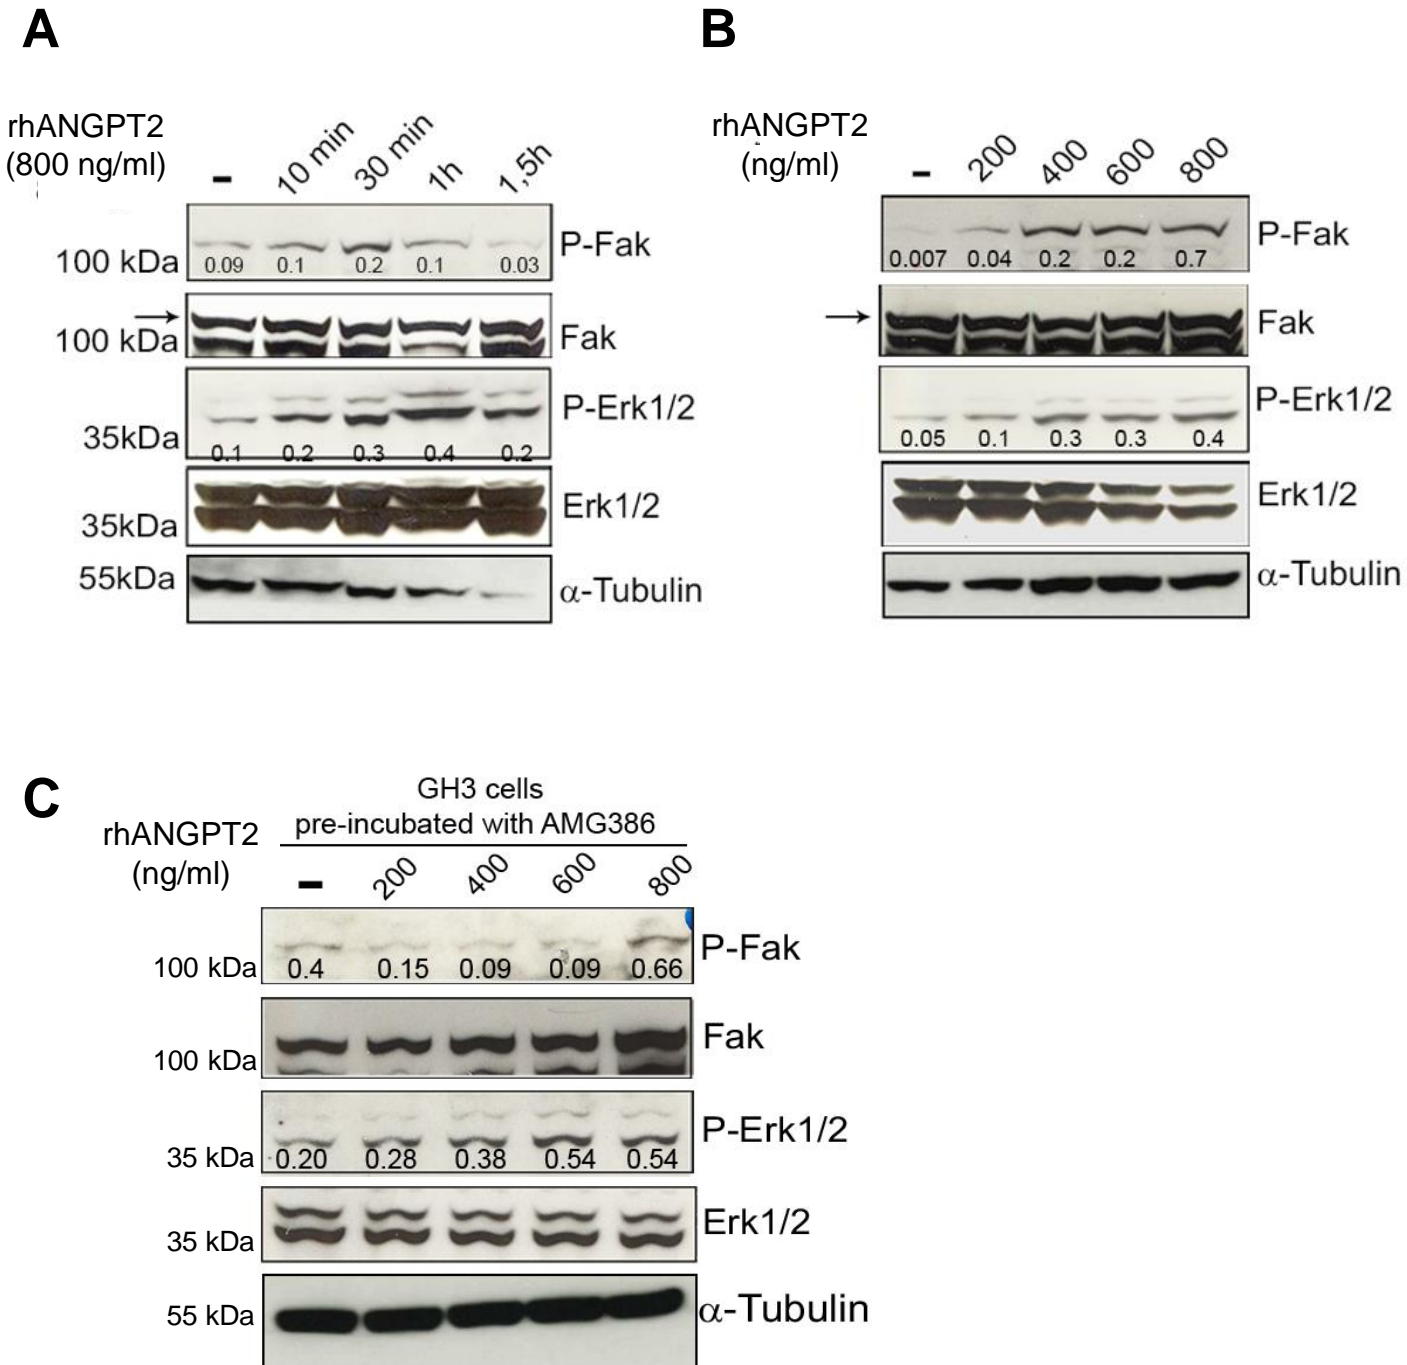 A
rhANGPT2
(800 ng/ml)
- 10 min 30 min 1h 1,5h
100 kDa 0.09 0.1 0.2 0.1 0.03 P-Fak
100 kDa Fak
35kDa 0.1 0.2 0.3 0.4 0.2 P-Erk1/2
35kDa Erk1/2
55kDa α-Tubulin
B
rhANGPT2
(ng/ml)
- 200 400 600 800
0.007 0.04 0.2 0.2 0.7 P-Fak
Fak
0.05 0.1 0.3 0.3 0.4 P-Erk1/2
Erk1/2
α-Tubulin
C
GH3 cells
pre-incubated with AMG386
rhANGPT2
(ng/ml)
- 200 400 600 800
100 kDa 0.4 0.15 0.09 0.09 0.66 P-Fak
100 kDa Fak
35 kDa 0.20 0.28 0.38 0.54 0.54 P-Erk1/2
35 kDa Erk1/2
55 kDa α-Tubulin